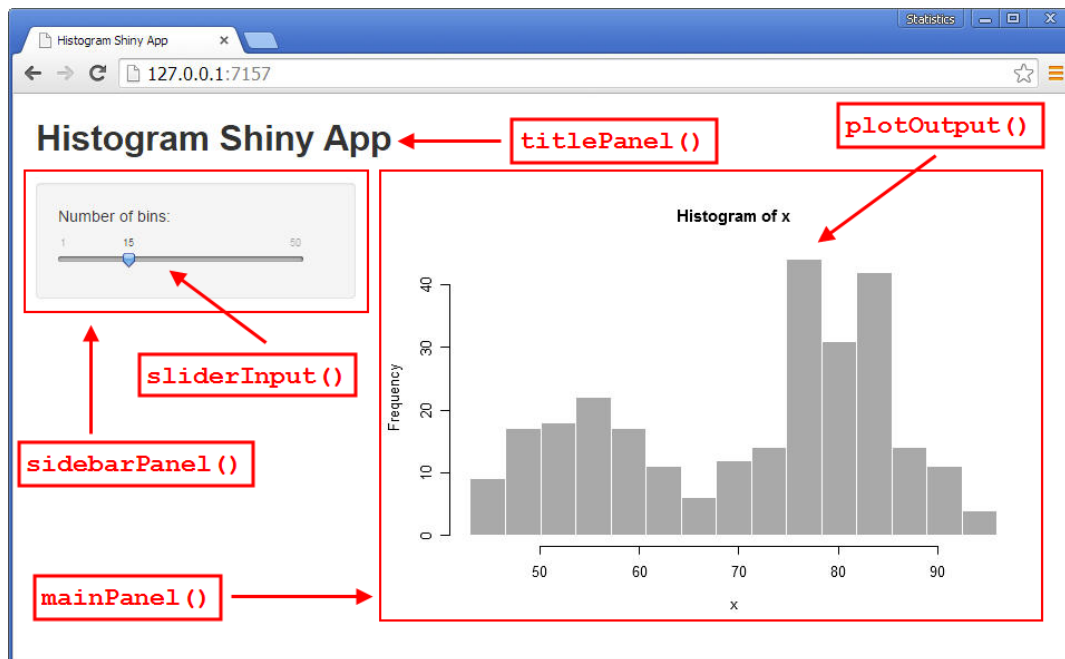 Statistics
Histogram Shiny App
127.0.0.1:7157
Histogram Shiny App
titlePanel()
plotOutput()
Number of bins:
1 15 50
sliderInput()
sidebarPanel()
mainPanel()
Histogram of x
Frequency
40
30
20
10
0
50 60 70 80 90
x